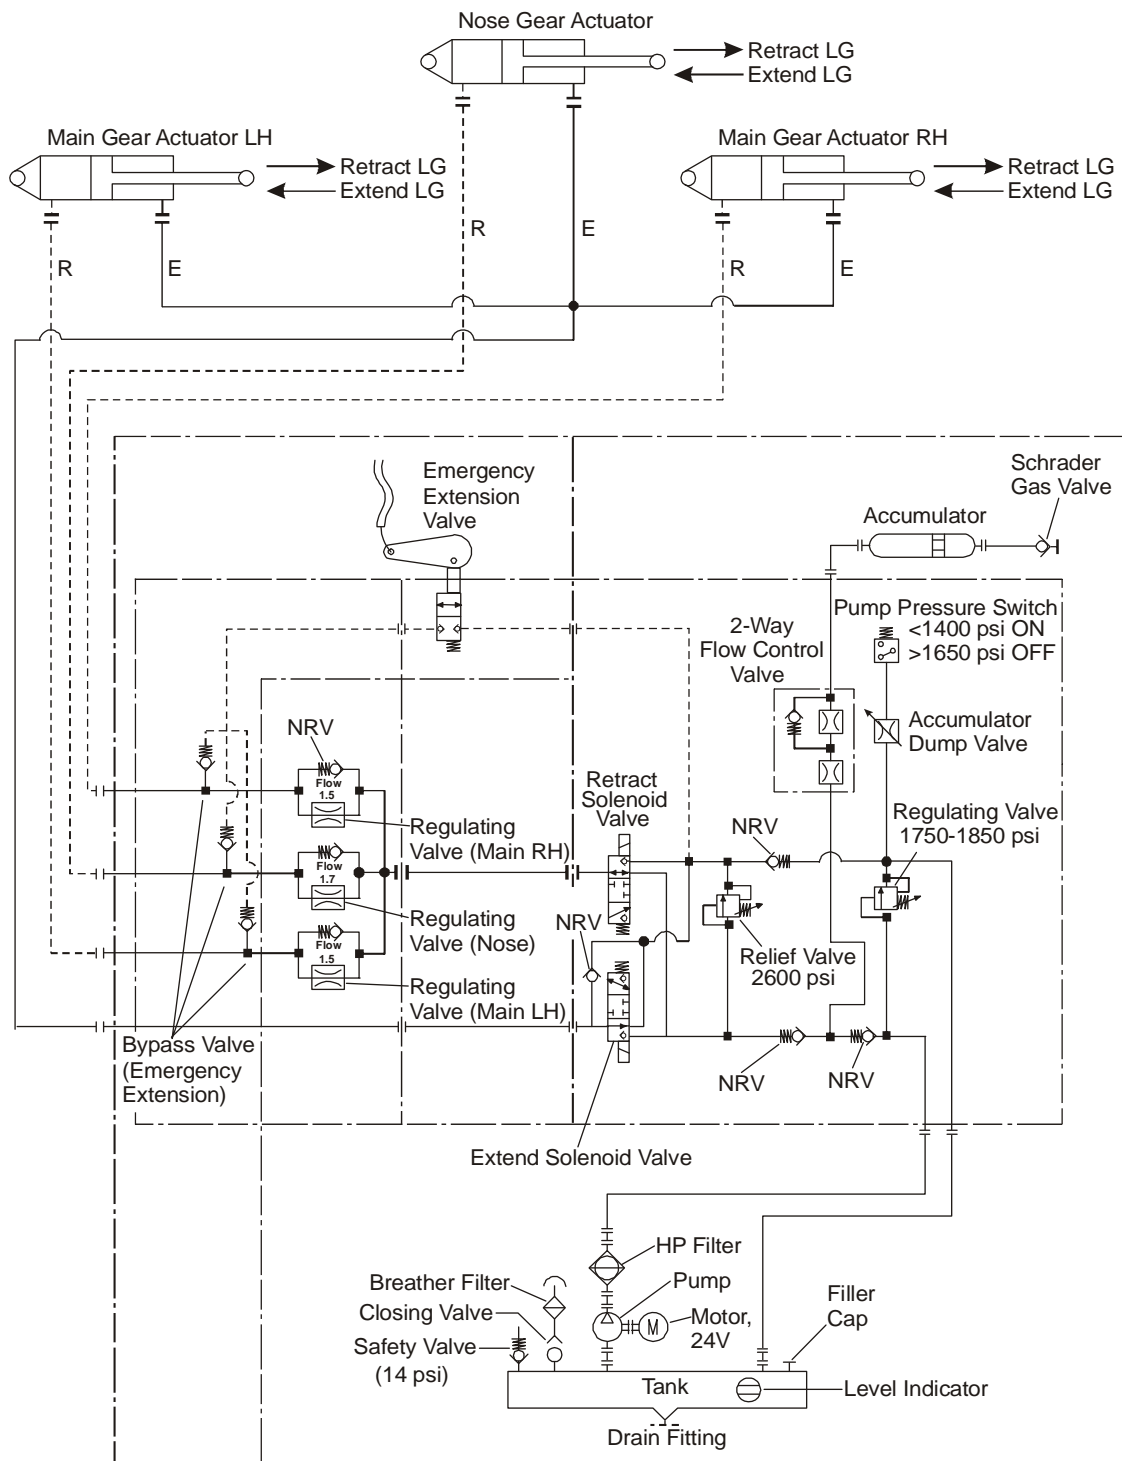 Nose Gear Actuator
Retract LG
Extend LG
Main Gear Actuator LH
Retract LG
Extend LG
Main Gear Actuator RH
Retract LG
Extend LG
R
E
R
E
R
E
Emergency
Extension
Valve
Schrader
Gas Valve
Accumulator
Pump Pressure Switch
<1400 psi ON
>1650 psi OFF
2-Way
Flow Control
Valve
Accumulator
Dump Valve
NRV
Flow
1.5
Regulating
Valve (Main RH)
Flow
1.7
Regulating
Valve (Nose)
Flow
1.5
Regulating
Valve (Main LH)
Retract
Solenoid
Valve
NRV
Regulating Valve
1750-1850 psi
NRV
Relief Valve
2600 psi
Bypass Valve
(Emergency
Extension)
NRV
NRV
Extend Solenoid Valve
HP Filter
Breather Filter
Pump
Closing Valve
Motor,
24V
M
Safety Valve
(14 psi)
Filler
Cap
Tank
Level Indicator
Drain Fitting